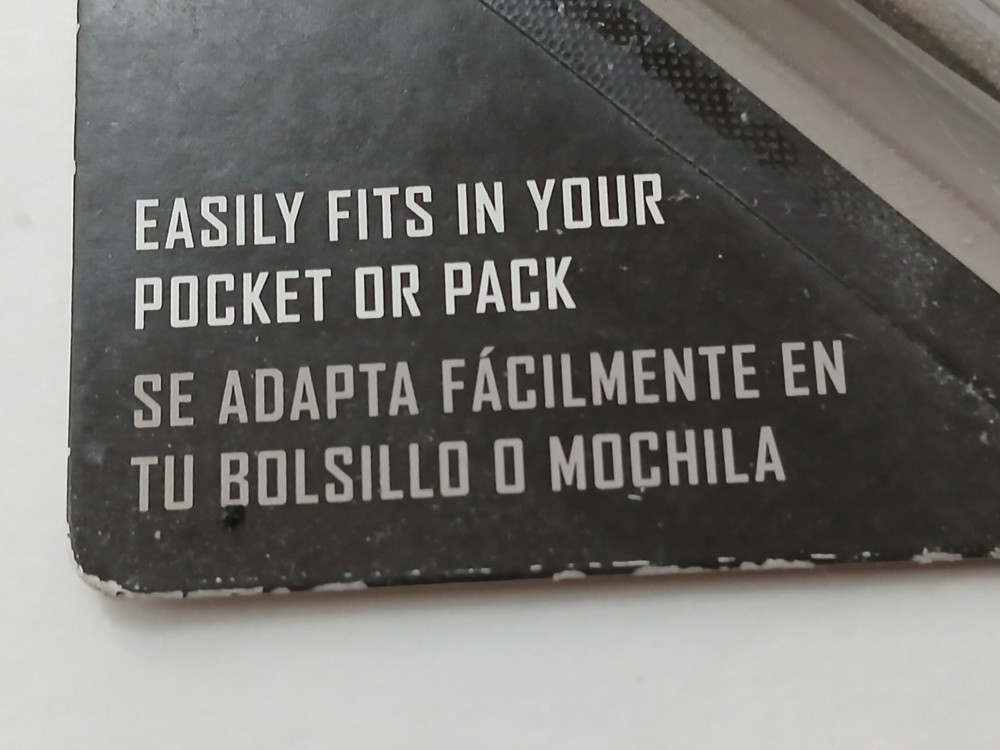 EASILY FITS IN YOUR
POCKET OR PACK
SE ADAPTA FÁCILMENTE EN
TU BOLSILLO O MOCHILA